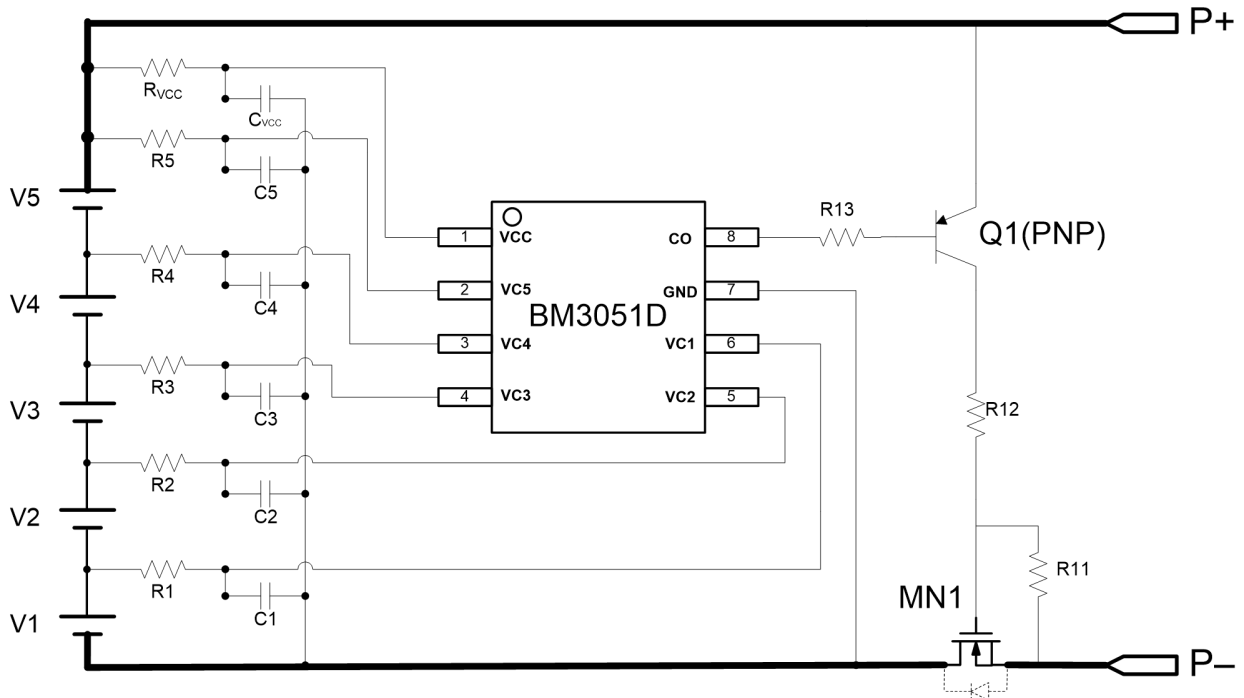 P+
RVCC
CVCC
R5
C5
V5
R4
C4
V4
R3
C3
V3
R2
C2
V2
R1
C1
V1
1 VCC
2 VC5
3 VC4
4 VC3
BM3051D
CO 8
GND 7
VC1 6
VC2 5
R13
Q1(PNP)
R12
R11
MN1
P–